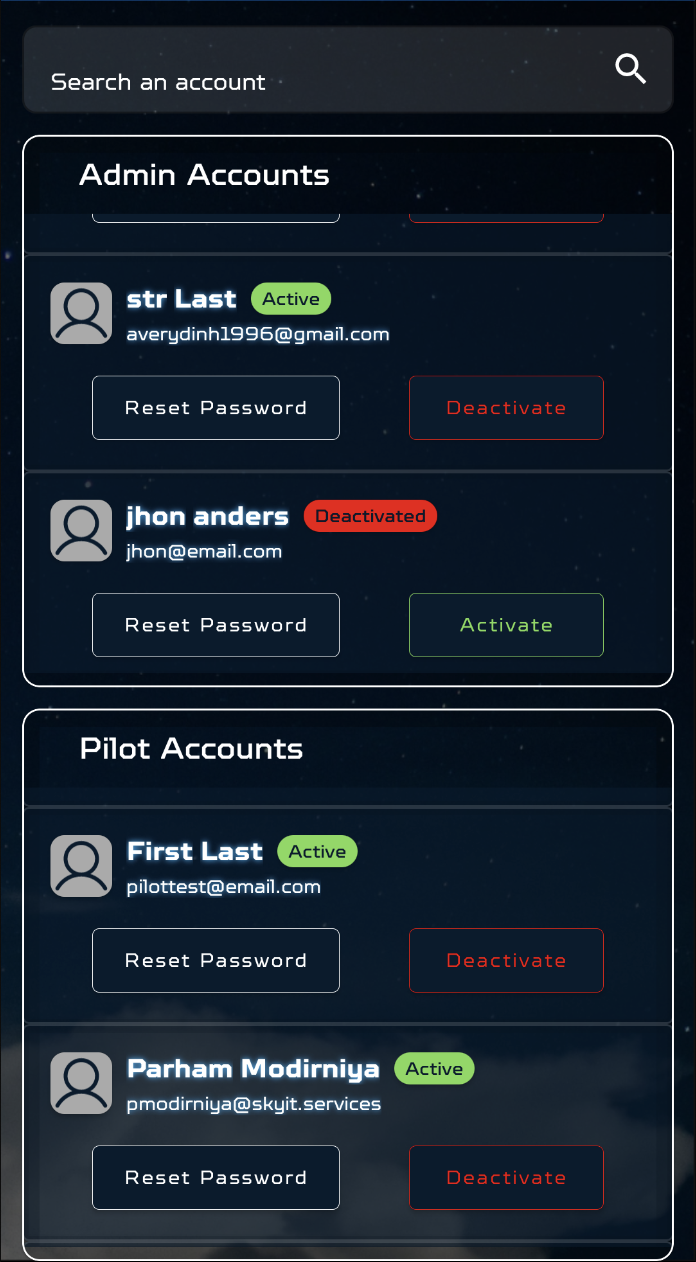 Search an account
Admin Accounts
str Last Active
averydinh1996@gmail.com
Reset Password Deactivate
jhon anders Deactivated
jhon@email.com
Reset Password Activate
Pilot Accounts
First Last Active
pilottest@email.com
Reset Password Deactivate
Parham Modirniya Active
pmodirniya@skyit.services
Reset Password Deactivate